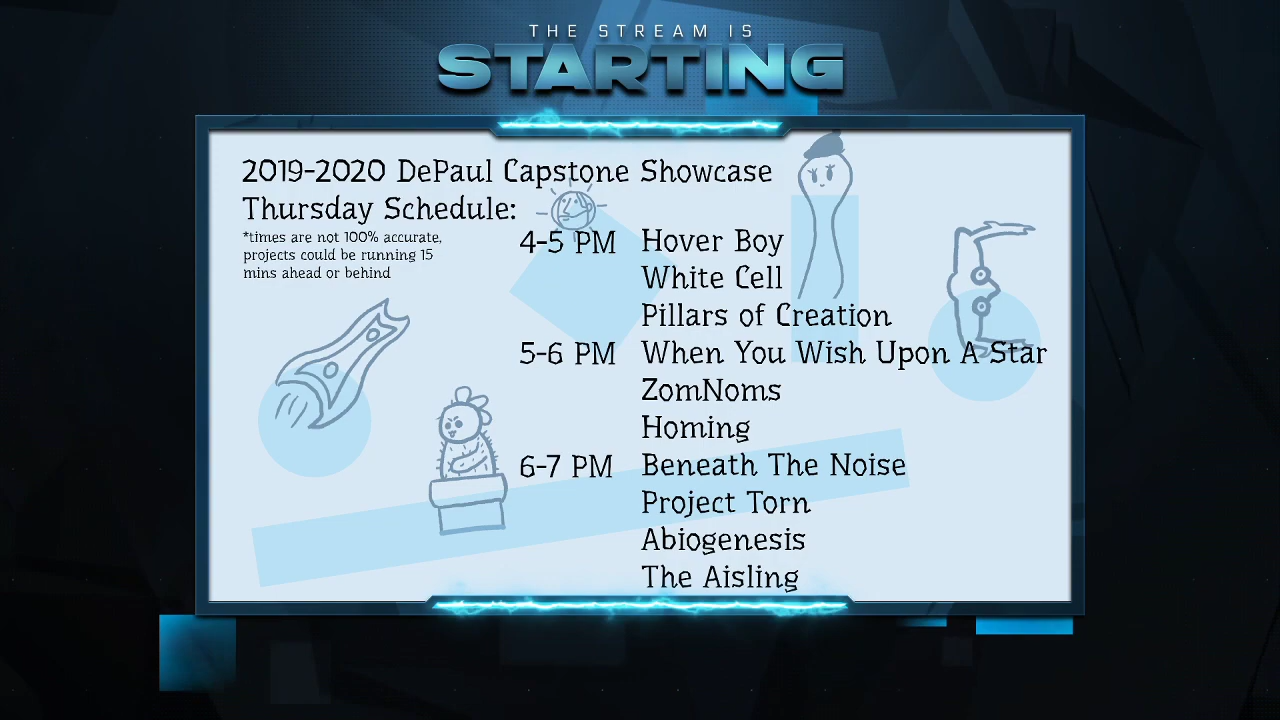 THE STREAM IS
STARTING
2019-2020 DePaul Capstone Showcase
Thursday Schedule:
*times are not 100% accurate,
projects could be running 15
mins ahead or behind
4-5 PM Hover Boy
White Cell
Pillars of Creation
5-6 PM When You Wish Upon A Star
ZomNoms
Homing
6-7 PM Beneath The Noise
Project Torn
Abiogenesis
The Aisling